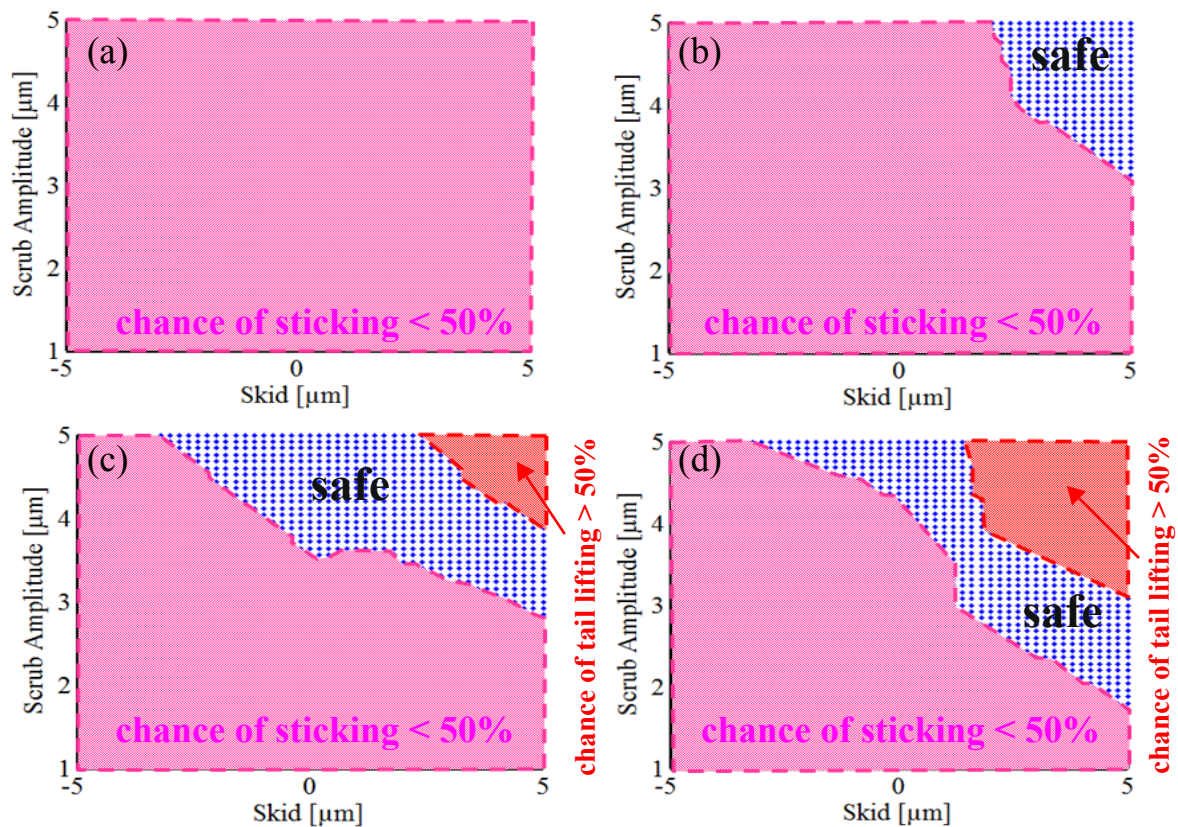 (a)
Scrub Amplitude [µm]
5
4
3
2
1
chance of sticking < 50%
-5 0 5
Skid [µm]
(b)
safe
Scrub Amplitude [µm]
5
4
3
2
1
chance of sticking < 50%
-5 0 5
Skid [µm]
(c)
safe
Scrub Amplitude [µm]
5
4
3
2
1
chance of tail lifting > 50%
chance of sticking < 50%
-5 0 5
Skid [µm]
(d)
safe
Scrub Amplitude [µm]
5
4
3
2
1
chance of tail lifting > 50%
chance of sticking < 50%
-5 0 5
Skid [µm]